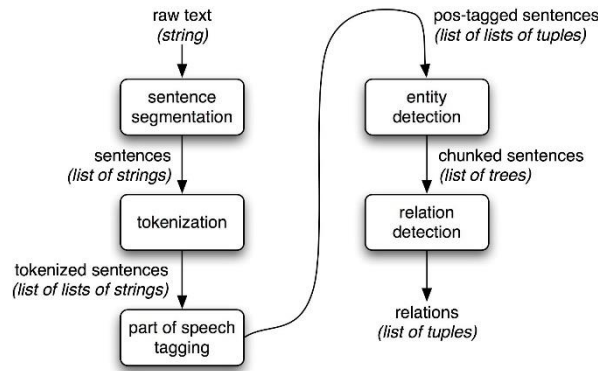 raw text
(string)
sentence
segmentation
sentences
(list of strings)
tokenization
tokenized sentences
(list of lists of strings)
part of speech
tagging
pos-tagged sentences
(list of lists of tuples)
entity
detection
chunked sentences
(list of trees)
relation
detection
relations
(list of tuples)